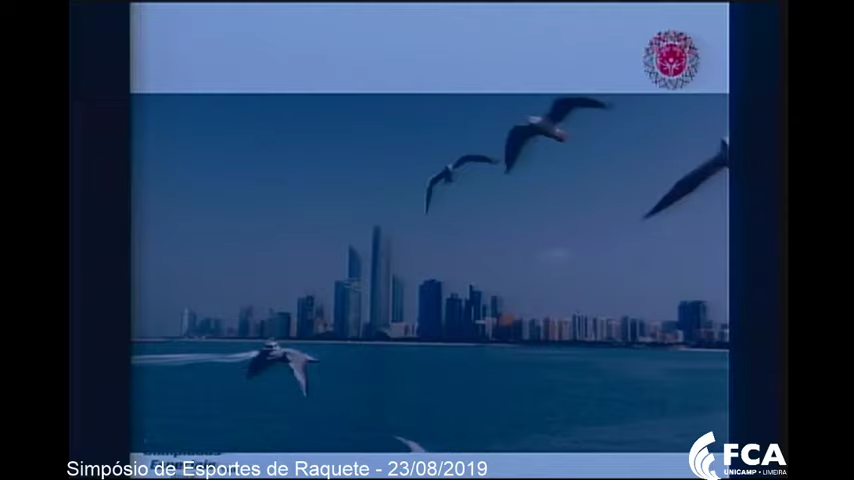 Simpósio de Esportes de Raquete - 23/08/2019
FCA
UNICAMP · LIMEIRA